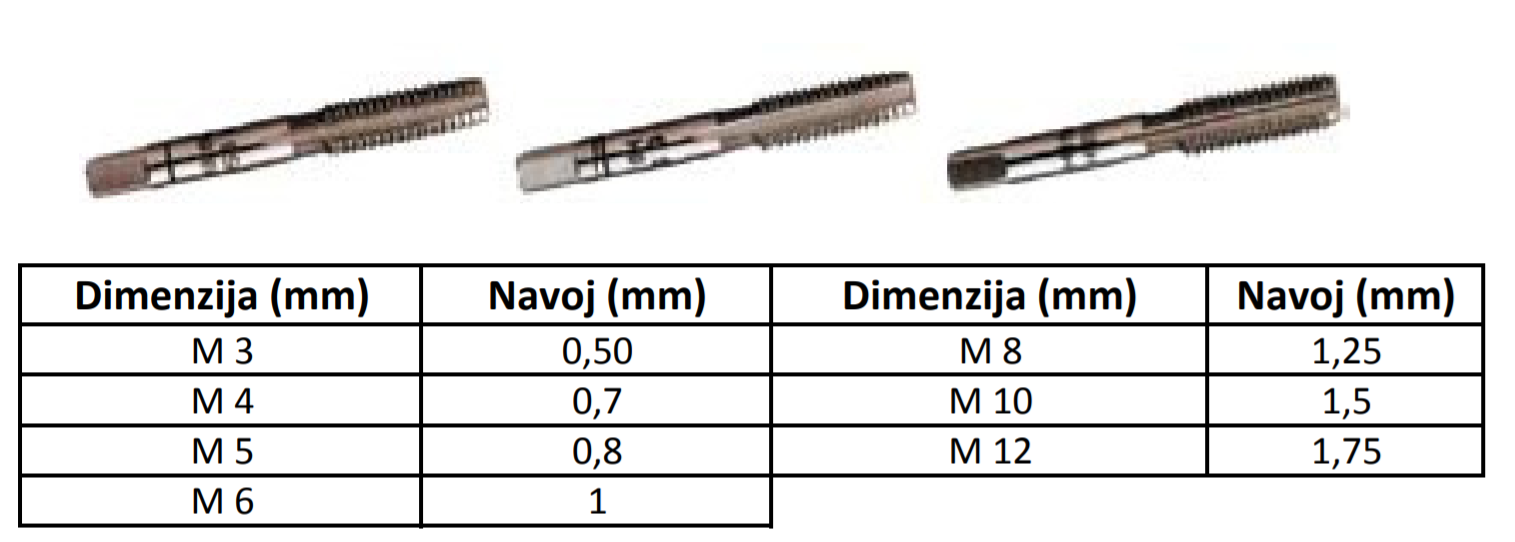 Dimenzija (mm) Navoj (mm) Dimenzija (mm) Navoj (mm)
M 3 0,50 M 8 1,25
M 4 0,7 M 10 1,5
M 5 0,8 M 12 1,75
M 6 1